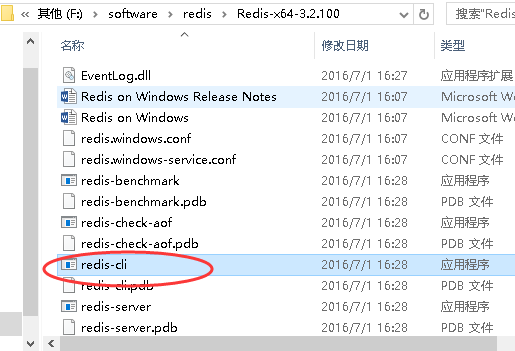 << 其他 (F:) > software > redis > Redis-x64-3.2.100 搜索"Redis
名称 修改日期 类型
EventLog.dll 2016/7/1 16:27 应用程序扩展
Redis on Windows Release Notes 2016/7/1 16:07 Microsoft Wo
Redis on Windows 2016/7/1 16:07 Microsoft Wo
redis.windows.conf 2016/7/1 16:07 CONF 文件
redis.windows-service.conf 2016/7/1 16:07 CONF 文件
redis-benchmark 2016/7/1 16:28 应用程序
redis-benchmark.pdb 2016/7/1 16:28 PDB 文件
redis-check-aof 2016/7/1 16:28 应用程序
redis-check-aof.pdb 2016/7/1 16:28 PDB 文件
redis-cli 2016/7/1 16:28 应用程序
redis-cli.pdb 2016/7/1 16:28 PDB 文件
redis-server 2016/7/1 16:28 应用程序
redis-server.pdb 2016/7/1 16:28 PDB 文件